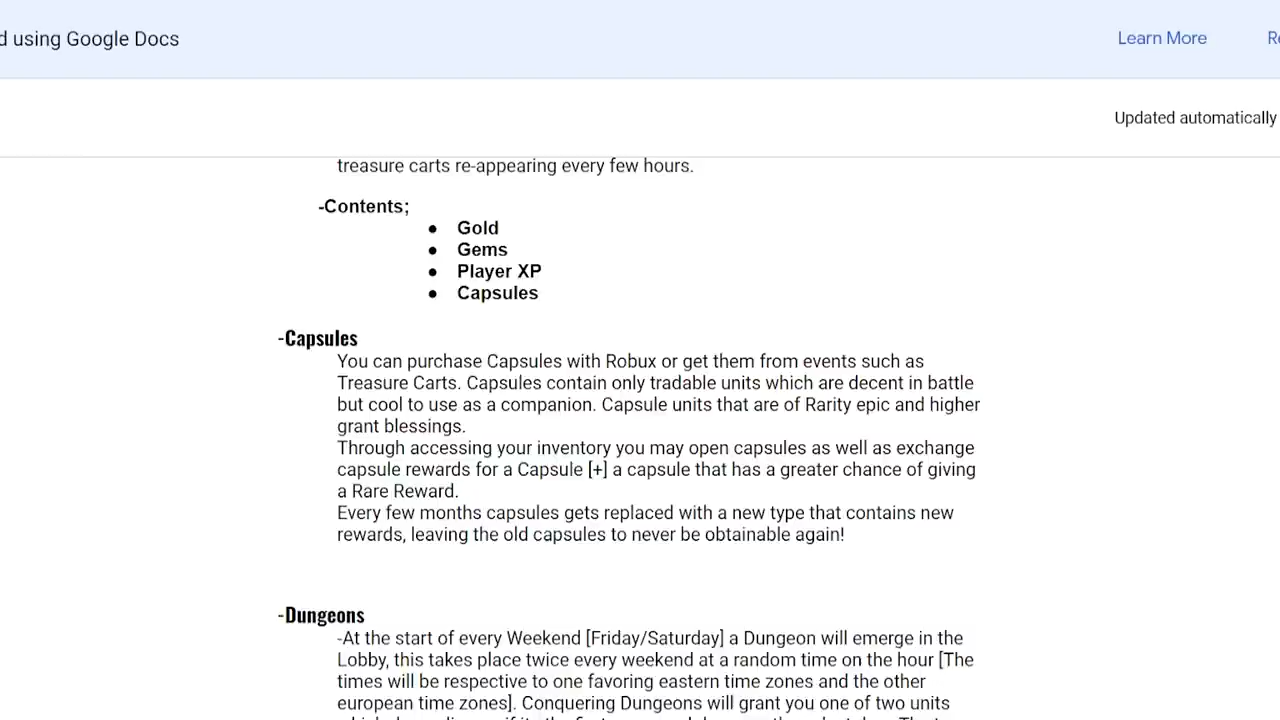 d using Google Docs
Learn More
Re
Updated automatically
treasure carts re-appearing every few hours.
-Contents;
● Gold
● Gems
● Player XP
● Capsules
-Capsules
You can purchase Capsules with Robux or get them from events such as
Treasure Carts. Capsules contain only tradable units which are decent in battle
but cool to use as a companion. Capsule units that are of Rarity epic and higher
grant blessings.
Through accessing your inventory you may open capsules as well as exchange
capsule rewards for a Capsule [+] a capsule that has a greater chance of giving
a Rare Reward.
Every few months capsules gets replaced with a new type that contains new
rewards, leaving the old capsules to never be obtainable again!
-Dungeons
-At the start of every Weekend [Friday/Saturday] a Dungeon will emerge in the
Lobby, this takes place twice every weekend at a random time on the hour [The
times will be respective to one favoring eastern time zones and the other
european time zones]. Conquering Dungeons will grant you one of two units